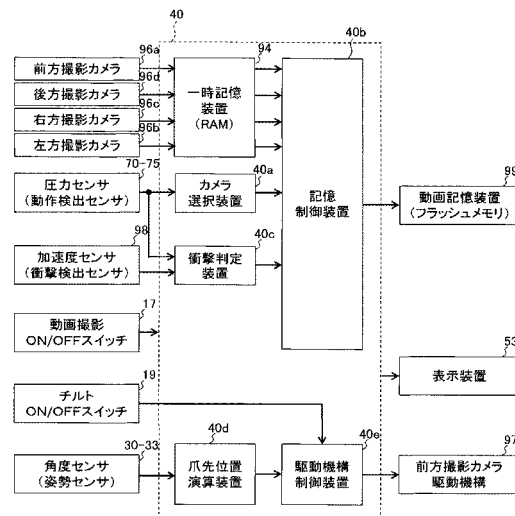 40
40b
96a
前方撮影カメラ
96d
後方撮影カメラ
96c
右方撮影カメラ
96b
左方撮影カメラ
94
一時記憶
装置
(RAM)
70-75
圧力センサ
(動作検出センサ)
40a
カメラ
選択装置
記憶
制御装置
99
動画記憶装置
(フラッシュメモリ)
98
加速度センサ
(衝撃検出センサ)
40c
衝撃判定
装置
17
動画撮影
ON/OFFスイッチ
53
表示装置
19
チルト
ON/OFFスイッチ
30-33
角度センサ
(姿勢センサ)
40d
爪先位置
演算装置
40e
駆動機構
制御装置
97
前方撮影カメラ
駆動機構